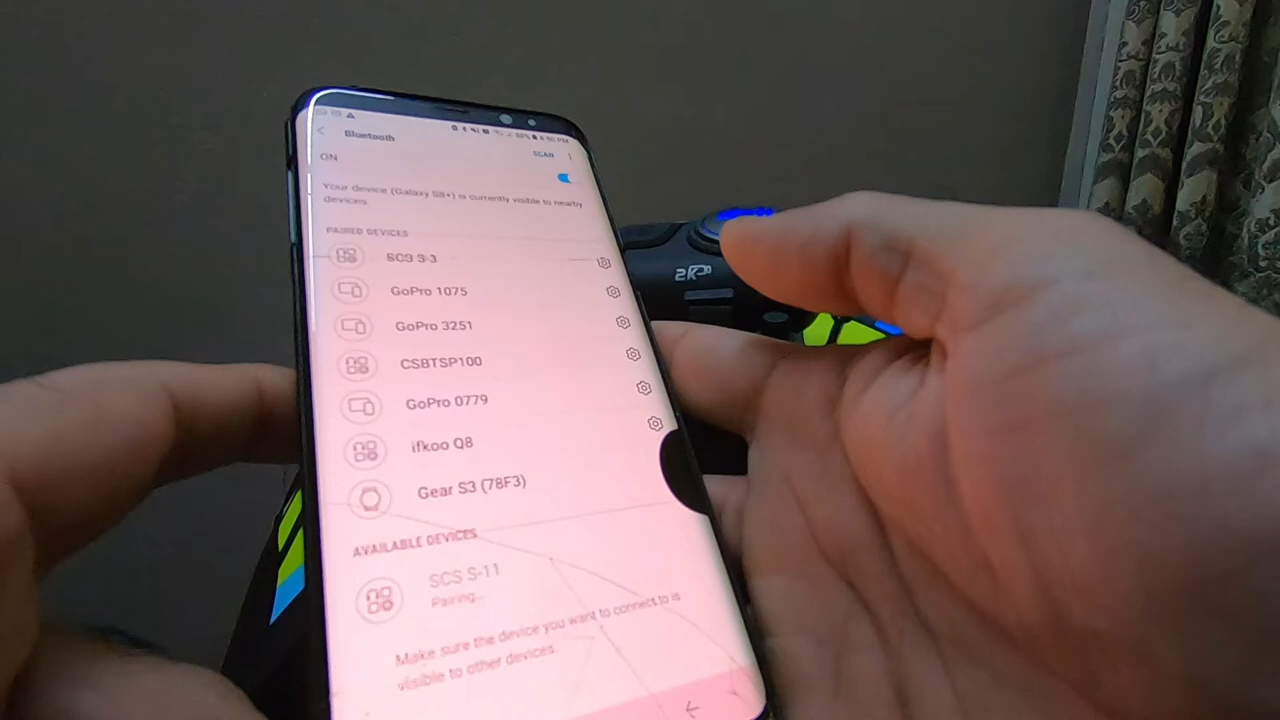 Bluetooth
ON
SCAN
Your device (Galaxy S8+) is currently visible to nearby
devices.
PAIRED DEVICES
SCS S-3
GoPro 1075
GoPro 3251
CSBTSP100
GoPro 0779
ifkoo Q8
Gear S3 (78F3)
AVAILABLE DEVICES
SCS S-11
Pairing...
Make sure the device you want to connect to is
visible to other devices.